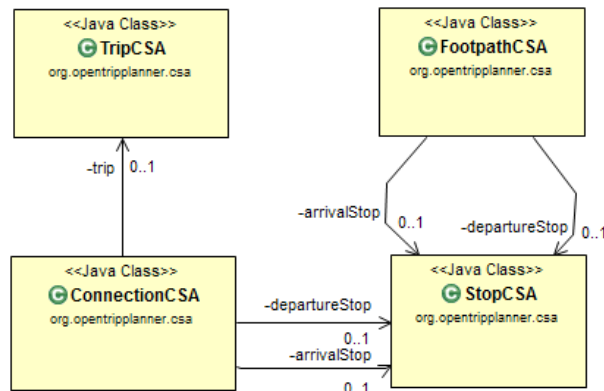 <<Java Class>>
C TripCSA
org.opentripplanner.csa
<<Java Class>>
C FootpathCSA
org.opentripplanner.csa
-trip
0..1
-arrivalStop
0..1
-departureStop
0..1
<<Java Class>>
C ConnectionCSA
org.opentripplanner.csa
-departureStop
0..1
-arrivalStop
0..1
<<Java Class>>
C StopCSA
org.opentripplanner.csa